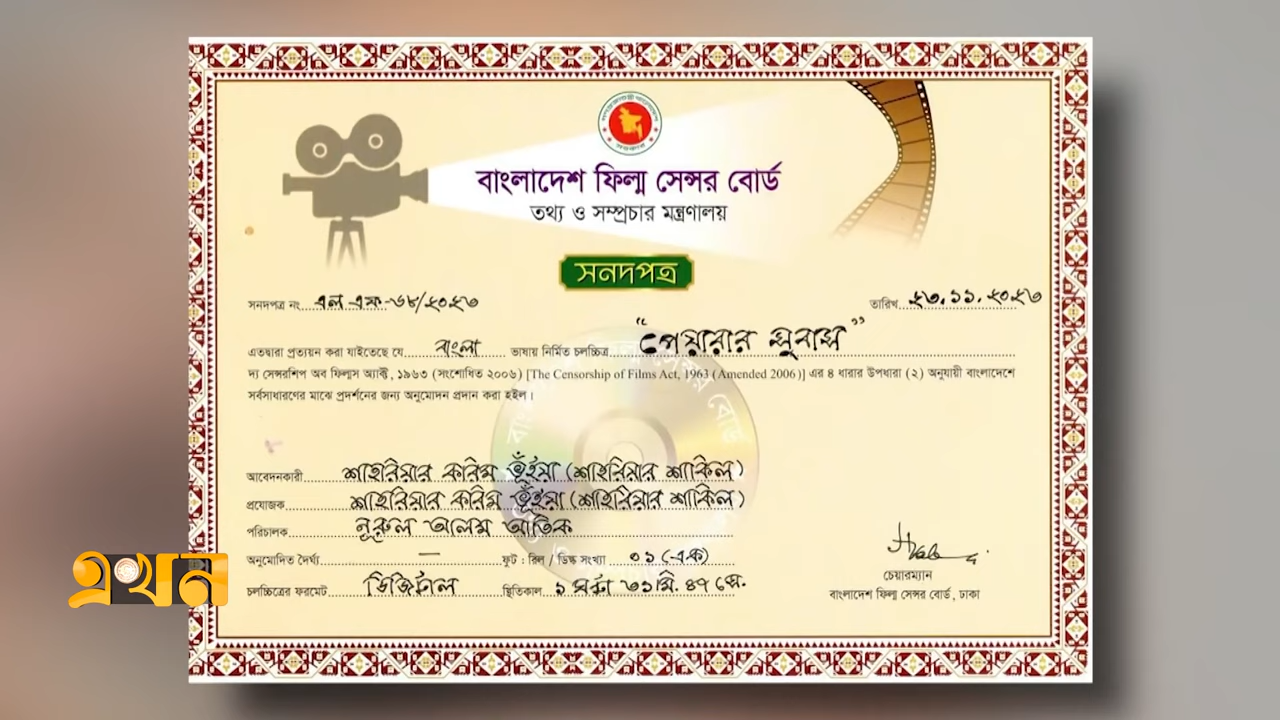 বাংলাদেশ ফিল্ম সেন্সর বোর্ড
তথ্য ও সম্প্রচার মন্ত্রণালয়
সনদপত্র
সনদপত্র নং... এল এফ-৬৮/২০২৩ তারিখ... ২৩.১১.২০২৩
এতদ্বারা প্রত্যয়ন করা যাইতেছে যে... বাংলা ... ভাষায় নির্মিত চলচ্চিত্র... "পেয়ারার সুবাস"
দ্য সেন্সরশিপ অব ফিল্মস অ্যাক্ট, ১৯৬৩ (সংশোধিত ২০০৬) [The Censorship of Films Act, 1963 (Amended 2006)] এর ৪ ধারার উপধারা (২) অনুযায়ী বাংলাদেশে
সর্বসাধারণের মাঝে প্রদর্শনের জন্য অনুমোদন প্রদান করা হইল।
আবেদনকারী... শাহরিয়ার করিম ভূঁইয়া (শাহরিয়ার শাকিল)
প্রযোজক... শাহরিয়ার করিম ভূঁইয়া (শাহরিয়ার শাকিল)
পরিচালক... নূরুল আলম আতিক
অনুমোদিত দৈর্ঘ্য... — ফুট : রিল / ডিস্ক সংখ্যা ০১ (এক)
চলচ্চিত্রের ফরমেট... ডিজিটাল স্থিতিকাল ১ ঘন্টা ৩১ মি. ৪৭ সে.
চেয়ারম্যান
বাংলাদেশ ফিল্ম সেন্সর বোর্ড, ঢাকা
এখন